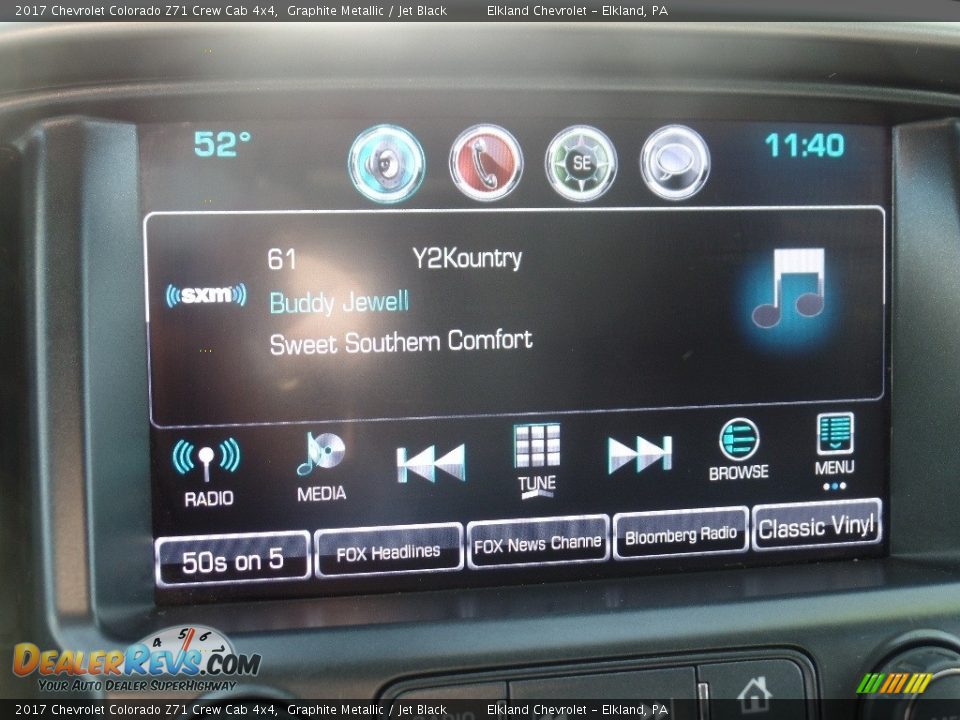 2017 Chevrolet Colorado Z71 Crew Cab 4x4, Graphite Metallic / Jet Black Elkland Chevrolet - Elkland, PA
52° 11:40
SE
61 Y2Kountry
sxm
Buddy Jewell
Sweet Southern Comfort
RADIO MEDIA TUNE BROWSE MENU
50s on 5 FOX Headlines FOX News Channe Bloomberg Radio Classic Vinyl
4 5 6
DealerRevs.com
Your Auto Dealer SuperHighway
2017 Chevrolet Colorado Z71 Crew Cab 4x4, Graphite Metallic / Jet Black Elkland Chevrolet - Elkland, PA